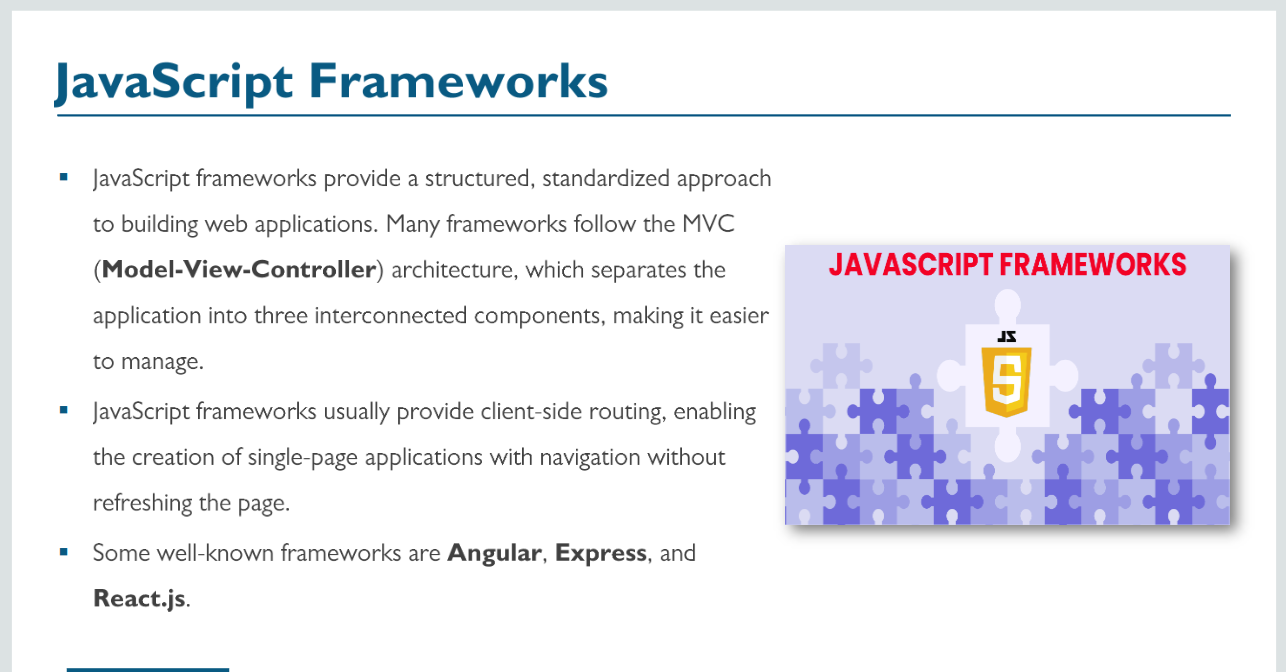 JavaScript Frameworks
▪ JavaScript frameworks provide a structured, standardized approach
to building web applications. Many frameworks follow the MVC
(Model-View-Controller) architecture, which separates the
application into three interconnected components, making it easier
to manage.
▪ JavaScript frameworks usually provide client-side routing, enabling
the creation of single-page applications with navigation without
refreshing the page.
▪ Some well-known frameworks are Angular, Express, and
React.js.
JAVASCRIPT FRAMEWORKS
JS
5